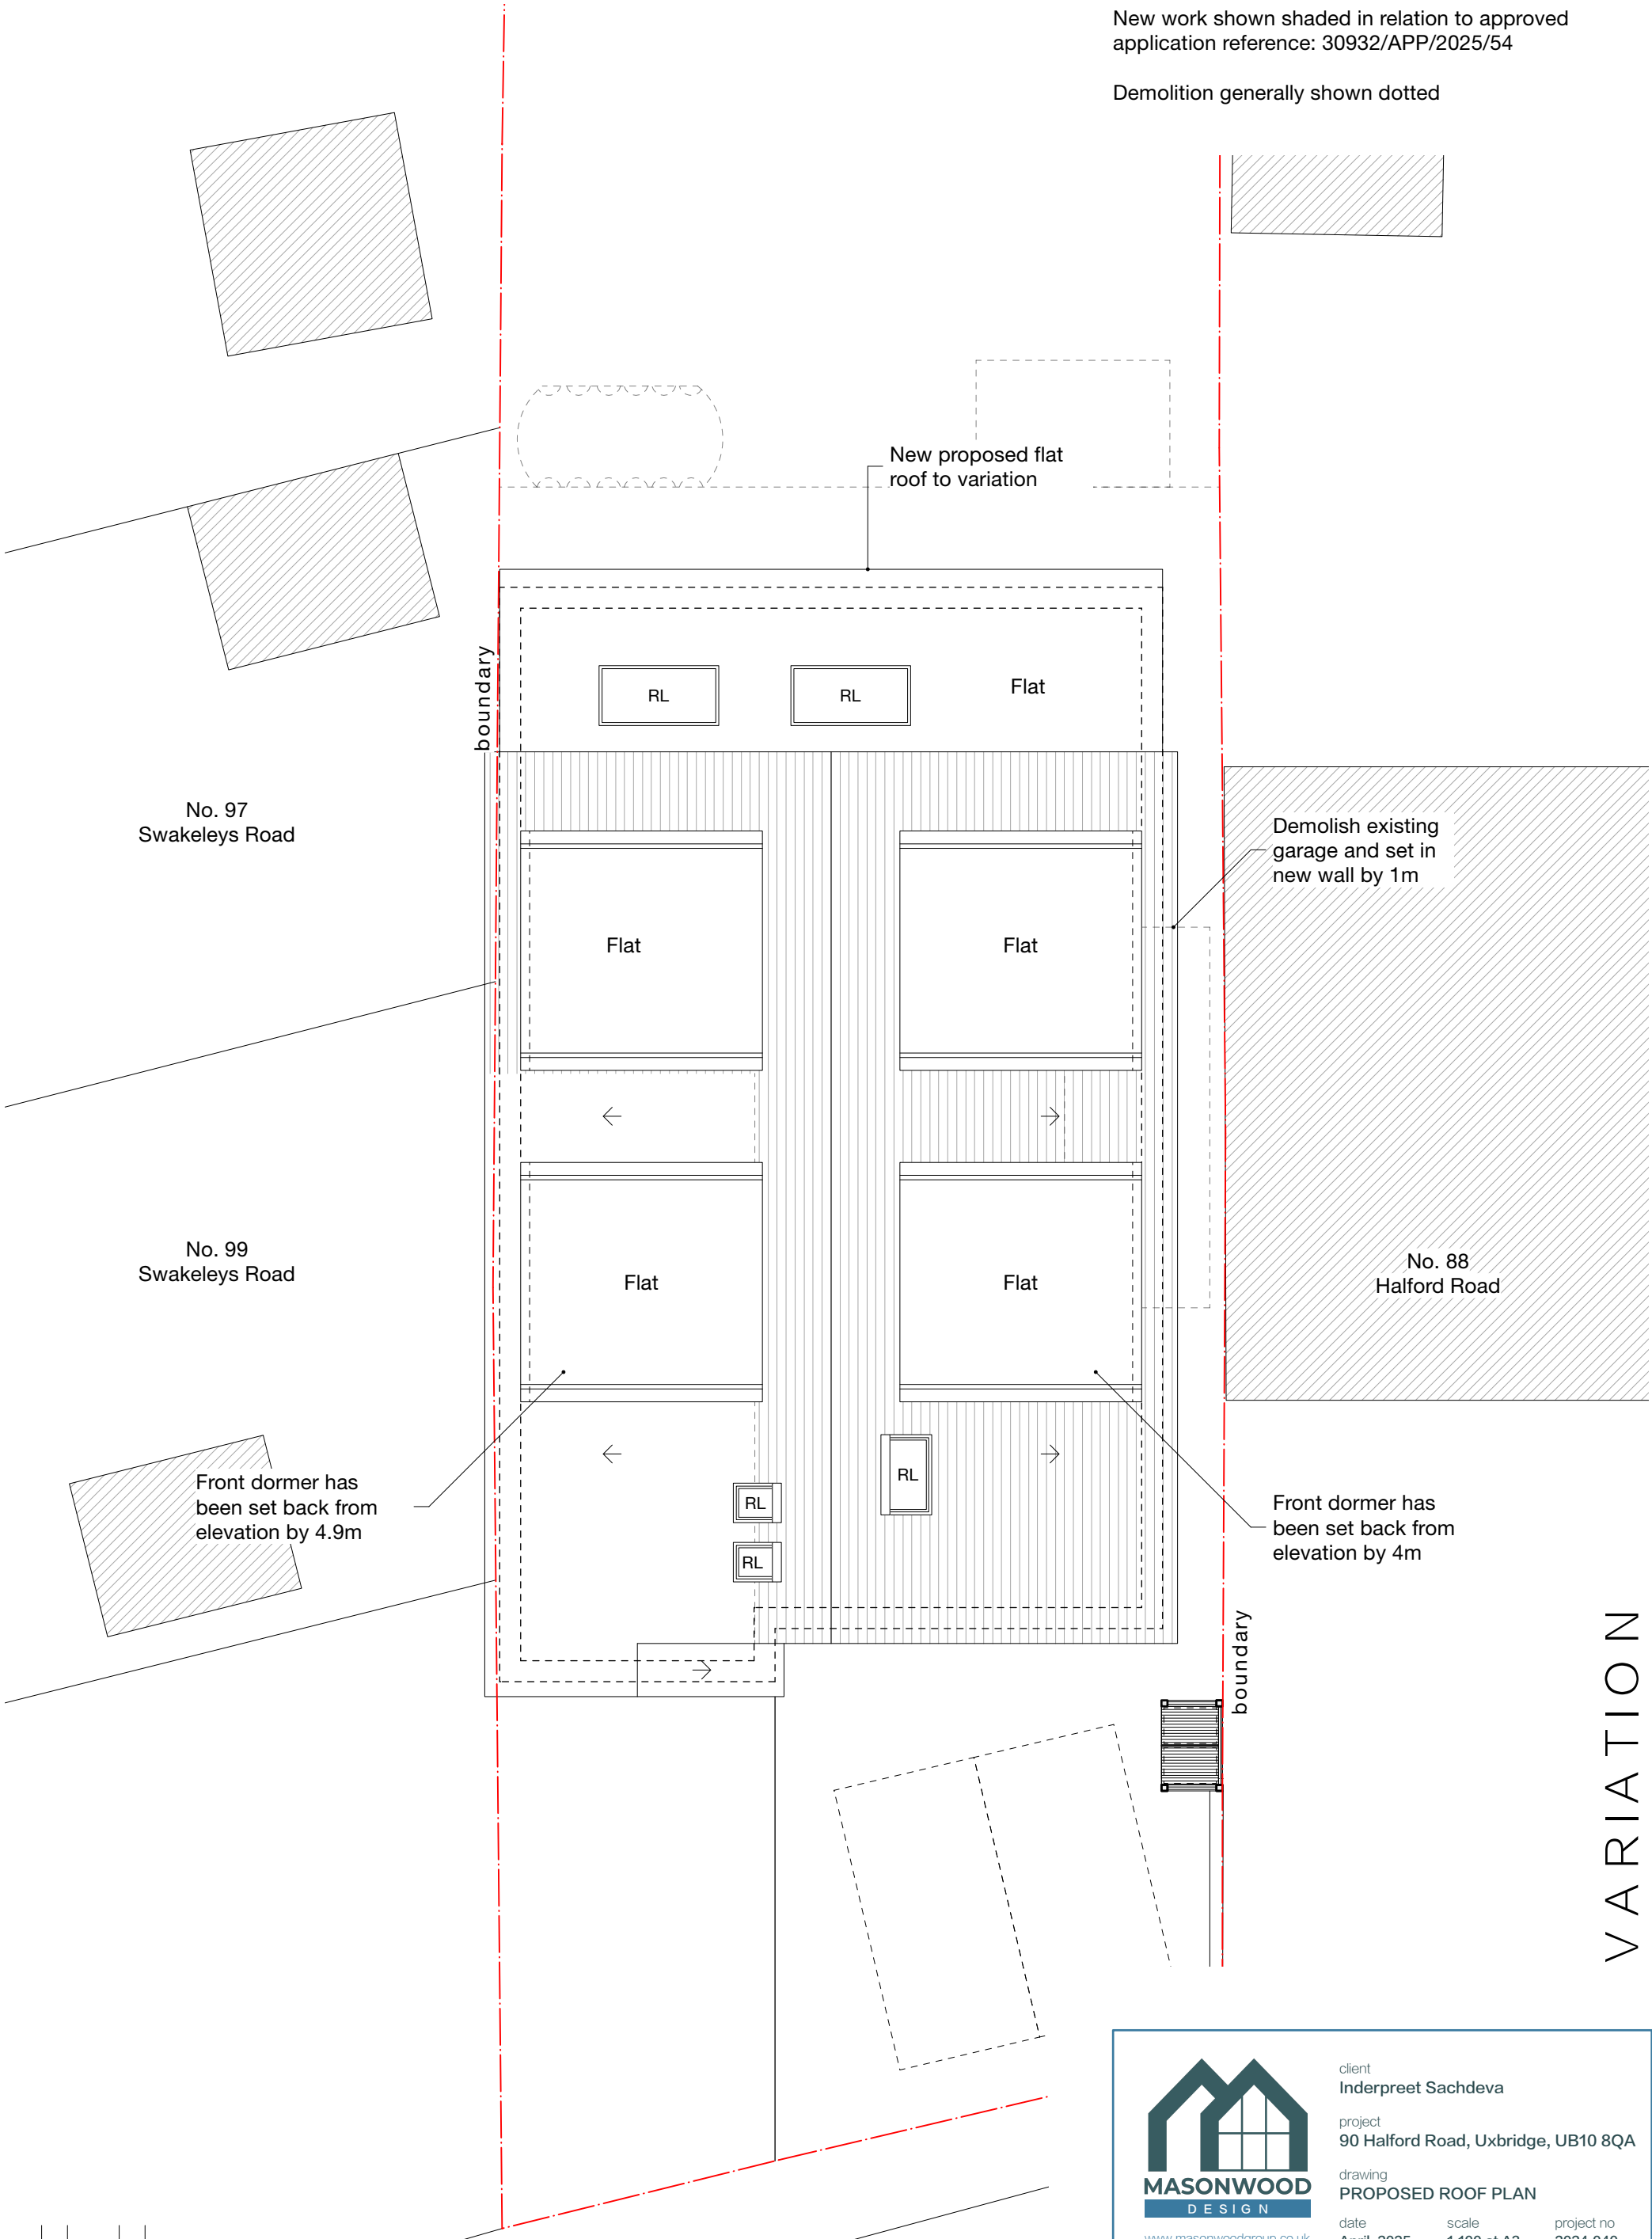 New work shown shaded in relation to approved
application reference: 30932/APP/2025/54
Demolition generally shown dotted
New proposed flat
roof to variation
boundary
RL
RL
Flat
No. 97
Swakeleys Road
Demolish existing
garage and set in
new wall by 1m
Flat
Flat
No. 99
Swakeleys Road
Flat
Flat
No. 88
Halford Road
Front dormer has
been set back from
elevation by 4.9m
RL
RL
RL
Front dormer has
been set back from
elevation by 4m
boundary
VARIATION
client
Inderpreet Sachdeva
project
90 Halford Road, Uxbridge, UB10 8QA
drawing
PROPOSED ROOF PLAN
MASONWOOD
DESIGN
date scale project no